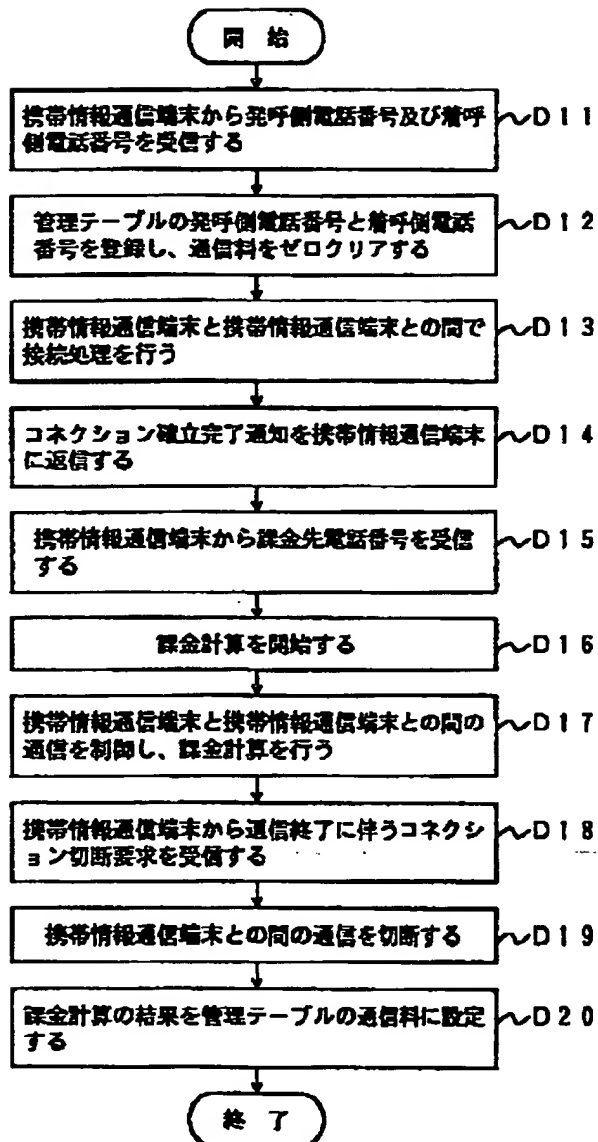 開 始
携帯情報通信端末から発呼側電話番号及び着呼
側電話番号を受信する
D11
管理テーブルの発呼側電話番号と着呼側電話
番号を登録し、通信料をゼロクリアする
D12
携帯情報通信端末と携帯情報通信端末との間で
接続処理を行う
D13
コネクション確立完了通知を携帯情報通信端末
に返信する
D14
携帯情報通信端末から課金先電話番号を受信
する
D15
課金計算を開始する
D16
携帯情報通信端末と携帯情報通信端末との間の
通信を制御し、課金計算を行う
D17
携帯情報通信端末から通信終了に伴うコネクシ
ョン切断要求を受信する
D18
携帯情報通信端末との間の通信を切断する
D19
課金計算の結果を管理テーブルの通信料に設定
する
D20
終 了